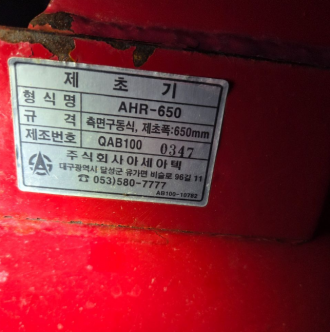 제초기
형식명 AHR-650
규격 측면구동식, 제초폭:650mm
제조번호 QAB100 0347
주식회사아세아텍
대구광역시 달성군 유가면 비슬로 96길 11
☎ 053)580-7777
AB100-10782